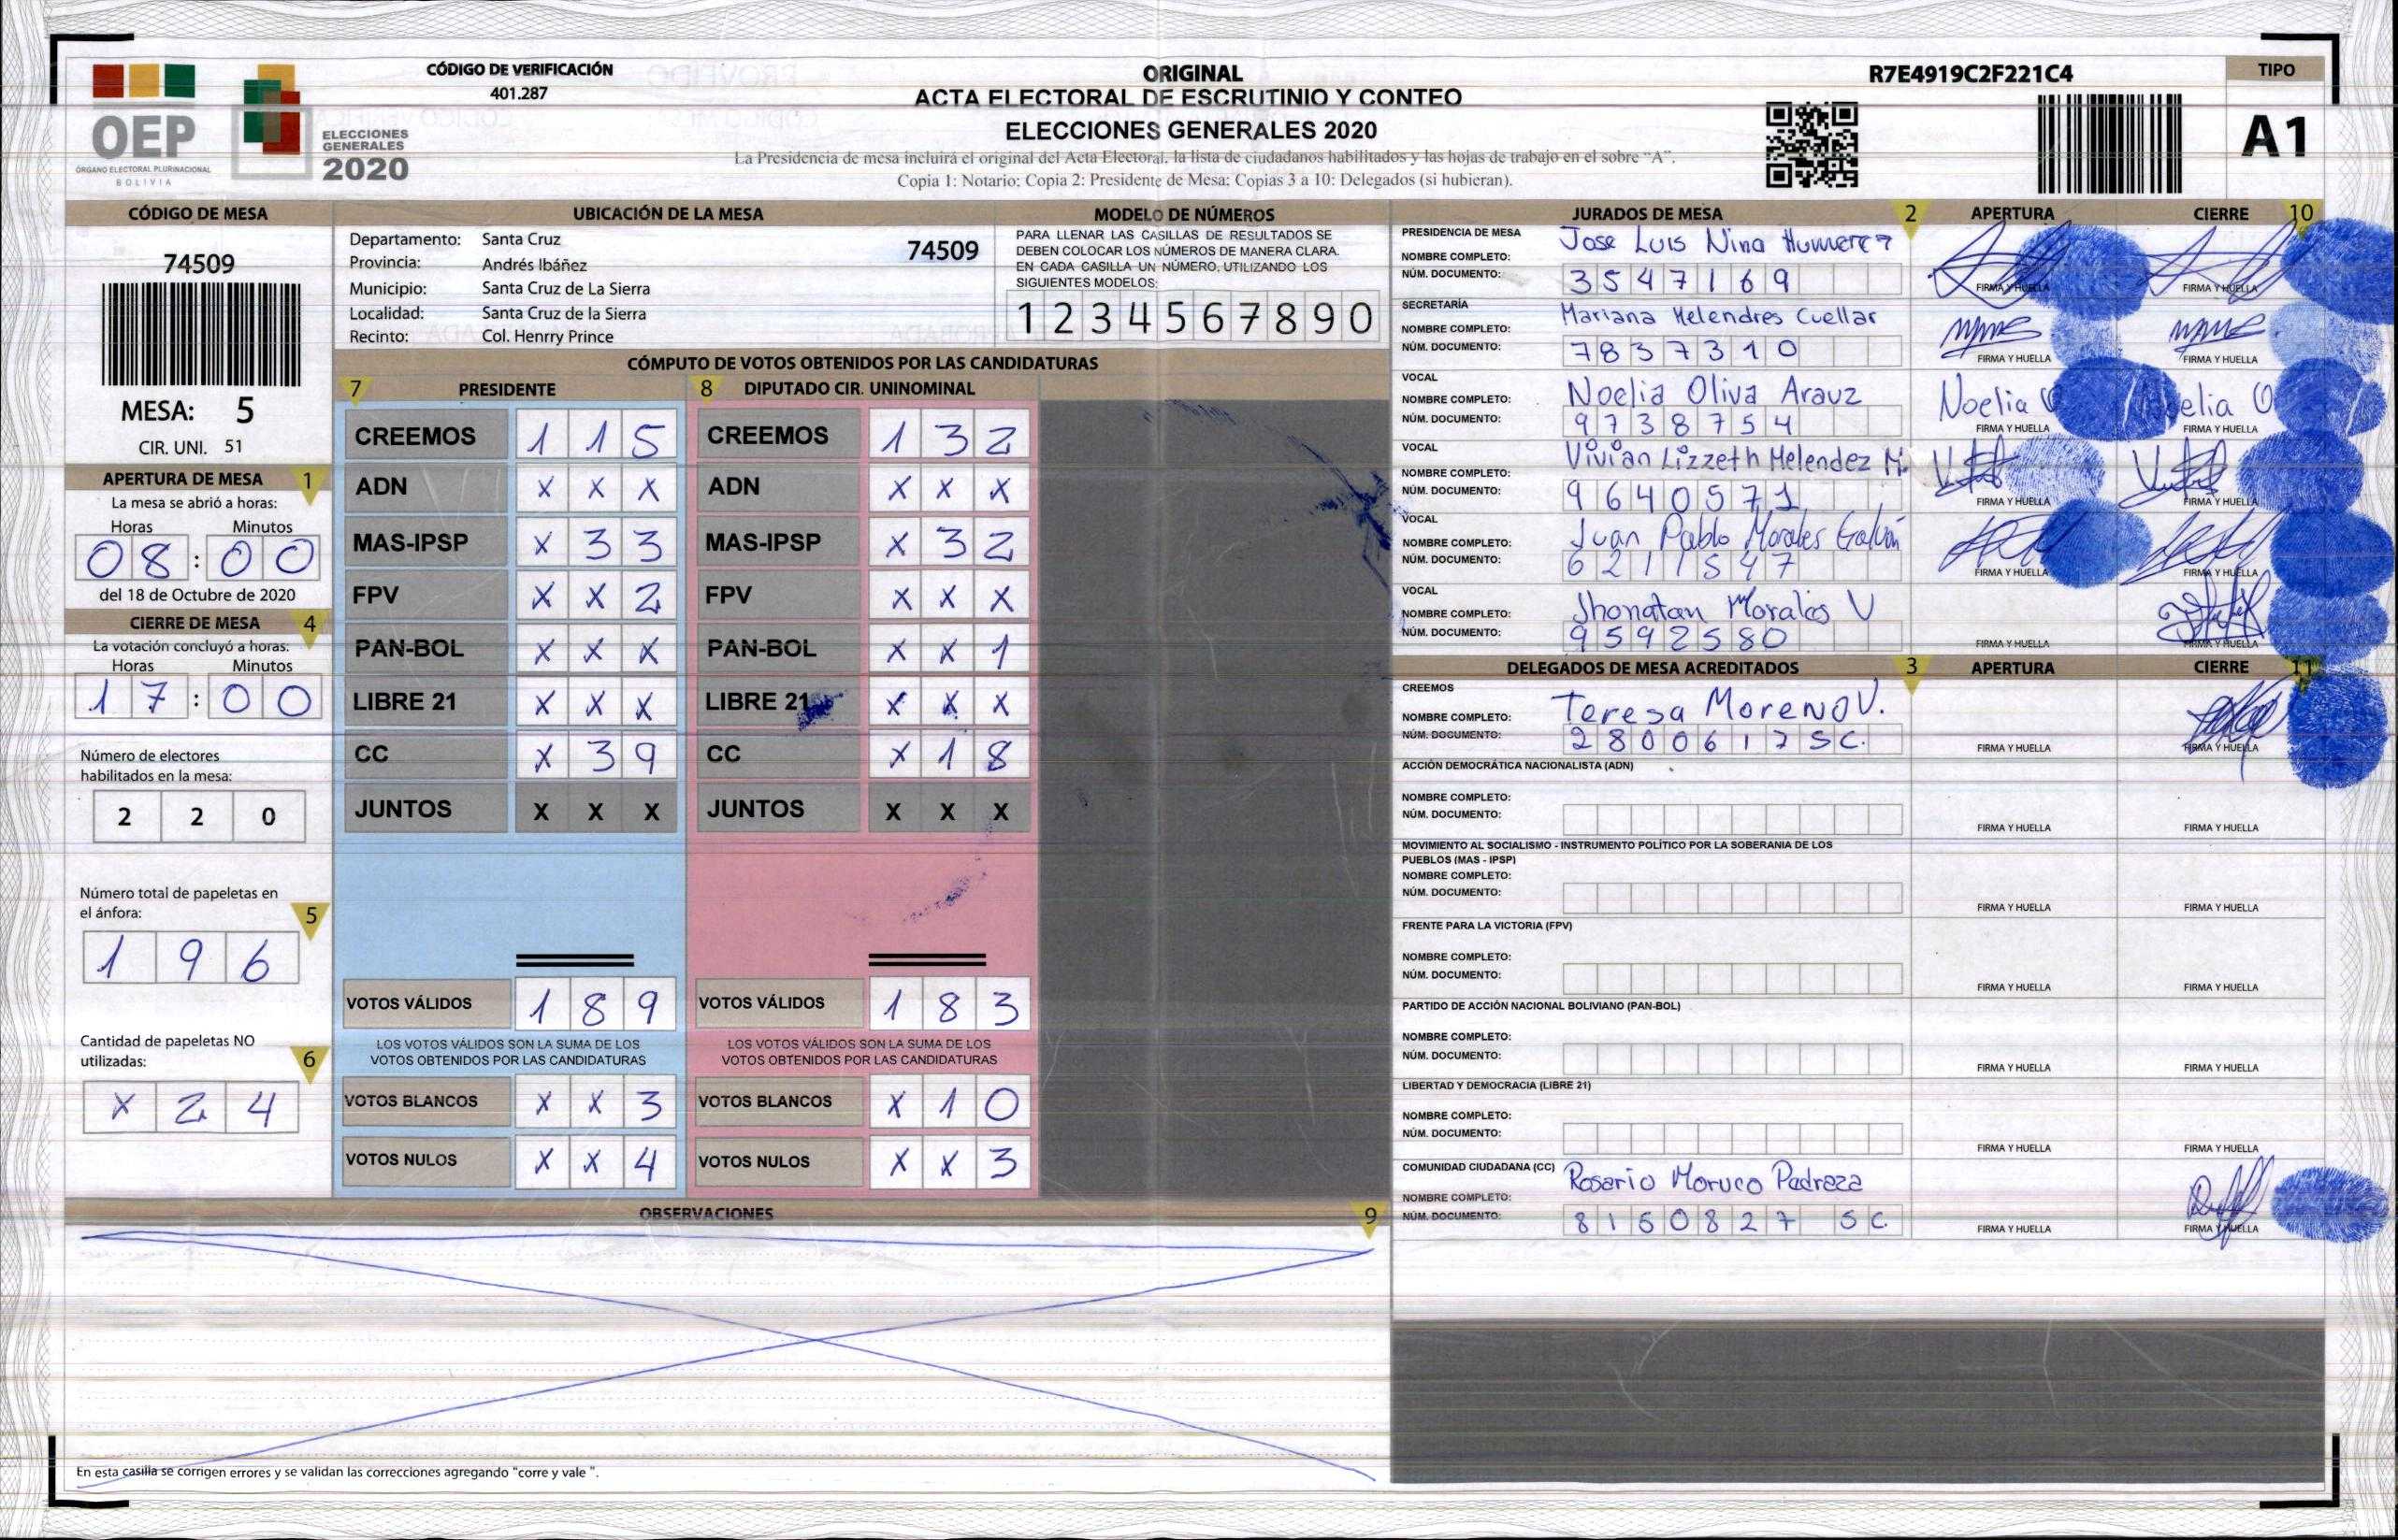 CÓDIGO DE VERIFICACIÓN
401.287
OEP
ÓRGANO ELECTORAL PLURINACIONAL
BOLIVIA
ELECCIONES
GENERALES
2020
ORIGINAL
ACTA ELECTORAL DE ESCRUTINIO Y CONTEO
ELECCIONES GENERALES 2020
La Presidencia de mesa incluirá el original del Acta Electoral, la lista de ciudadanos habilitados y las hojas de trabajo en el sobre "A".
Copia 1: Notario; Copia 2: Presidente de Mesa; Copias 3 a 10: Delegados (si hubieran).
R7E4919C2F221C4
TIPO
A1
CÓDIGO DE MESA
74509
MESA: 5
CIR. UNI. 51
APERTURA DE MESA 1
La mesa se abrió a horas:
Horas Minutos
08 : 00
del 18 de Octubre de 2020
CIERRE DE MESA 4
La votación concluyó a horas:
Horas Minutos
17 : 00
Número de electores
habilitados en la mesa:
2 2 0
Número total de papeletas en
el ánfora: 5
1 9 6
Cantidad de papeletas NO
utilizadas: 6
X 2 4
UBICACIÓN DE LA MESA
Departamento: Santa Cruz
74509
Provincia: Andrés Ibáñez
Municipio: Santa Cruz de La Sierra
Localidad: Santa Cruz de la Sierra
Recinto: Col. Henrry Prince
MODELO DE NÚMEROS
PARA LLENAR LAS CASILLAS DE RESULTADOS SE
DEBEN COLOCAR LOS NÚMEROS DE MANERA CLARA.
EN CADA CASILLA UN NÚMERO, UTILIZANDO LOS
SIGUIENTES MODELOS:
1 2 3 4 5 6 7 8 9 0
CÓMPUTO DE VOTOS OBTENIDOS POR LAS CANDIDATURAS
7 PRESIDENTE 8 DIPUTADO CIR. UNINOMINAL
CREEMOS 1 1 5 CREEMOS 1 3 2
ADN X X X ADN X X X
MAS-IPSP X 3 3 MAS-IPSP X 3 2
FPV X X 2 FPV X X X
PAN-BOL X X X PAN-BOL X X 1
LIBRE 21 X X X LIBRE 21 X X X
CC X 3 9 CC X 1 8
JUNTOS X X X JUNTOS X X X
VOTOS VÁLIDOS 1 8 9 VOTOS VÁLIDOS 1 8 3
LOS VOTOS VÁLIDOS SON LA SUMA DE LOS LOS VOTOS VÁLIDOS SON LA SUMA DE LOS
VOTOS OBTENIDOS POR LAS CANDIDATURAS VOTOS OBTENIDOS POR LAS CANDIDATURAS
VOTOS BLANCOS X X 3 VOTOS BLANCOS X 1 0
VOTOS NULOS X X 4 VOTOS NULOS X X 3
OBSERVACIONES 9
En esta casilla se corrigen errores y se validan las correcciones agregando "corre y vale ".
JURADOS DE MESA 2 APERTURA CIERRE 10
PRESIDENCIA DE MESA
NOMBRE COMPLETO: Jose Luis Nina Humerez
NÚM. DOCUMENTO: 3547169
FIRMA Y HUELLA FIRMA Y HUELLA
SECRETARÍA
NOMBRE COMPLETO: Mariana Melendres Cuellar
NÚM. DOCUMENTO: 7837310
FIRMA Y HUELLA FIRMA Y HUELLA
VOCAL
NOMBRE COMPLETO: Noelia Oliva Arauz
NÚM. DOCUMENTO: 9738754
Noelia O
FIRMA Y HUELLA FIRMA Y HUELLA
VOCAL
NOMBRE COMPLETO: Vivian Lizzeth Melendez M.
NÚM. DOCUMENTO: 9640571
FIRMA Y HUELLA FIRMA Y HUELLA
VOCAL
NOMBRE COMPLETO: Juan Pablo Morales Galván
NÚM. DOCUMENTO: 6211547
FIRMA Y HUELLA FIRMA Y HUELLA
VOCAL
NOMBRE COMPLETO: Jhonatan Morales V
NÚM. DOCUMENTO: 9592580
FIRMA Y HUELLA FIRMA Y HUELLA
DELEGADOS DE MESA ACREDITADOS 3 APERTURA CIERRE 11
CREEMOS
NOMBRE COMPLETO: Teresa Moreno V.
NÚM. DOCUMENTO: 2800617 SC.
FIRMA Y HUELLA FIRMA Y HUELLA
ACCIÓN DEMOCRÁTICA NACIONALISTA (ADN)
NOMBRE COMPLETO:
NÚM. DOCUMENTO:
FIRMA Y HUELLA FIRMA Y HUELLA
MOVIMIENTO AL SOCIALISMO - INSTRUMENTO POLÍTICO POR LA SOBERANIA DE LOS
PUEBLOS (MAS - IPSP)
NOMBRE COMPLETO:
NÚM. DOCUMENTO:
FIRMA Y HUELLA FIRMA Y HUELLA
FRENTE PARA LA VICTORIA (FPV)
NOMBRE COMPLETO:
NÚM. DOCUMENTO:
FIRMA Y HUELLA FIRMA Y HUELLA
PARTIDO DE ACCIÓN NACIONAL BOLIVIANO (PAN-BOL)
NOMBRE COMPLETO:
NÚM. DOCUMENTO:
FIRMA Y HUELLA FIRMA Y HUELLA
LIBERTAD Y DEMOCRACIA (LIBRE 21)
NOMBRE COMPLETO:
NÚM. DOCUMENTO:
FIRMA Y HUELLA FIRMA Y HUELLA
COMUNIDAD CIUDADANA (CC)
NOMBRE COMPLETO: Rosario Moruco Pedraza
NÚM. DOCUMENTO: 8160827 SC.
FIRMA Y HUELLA FIRMA Y HUELLA